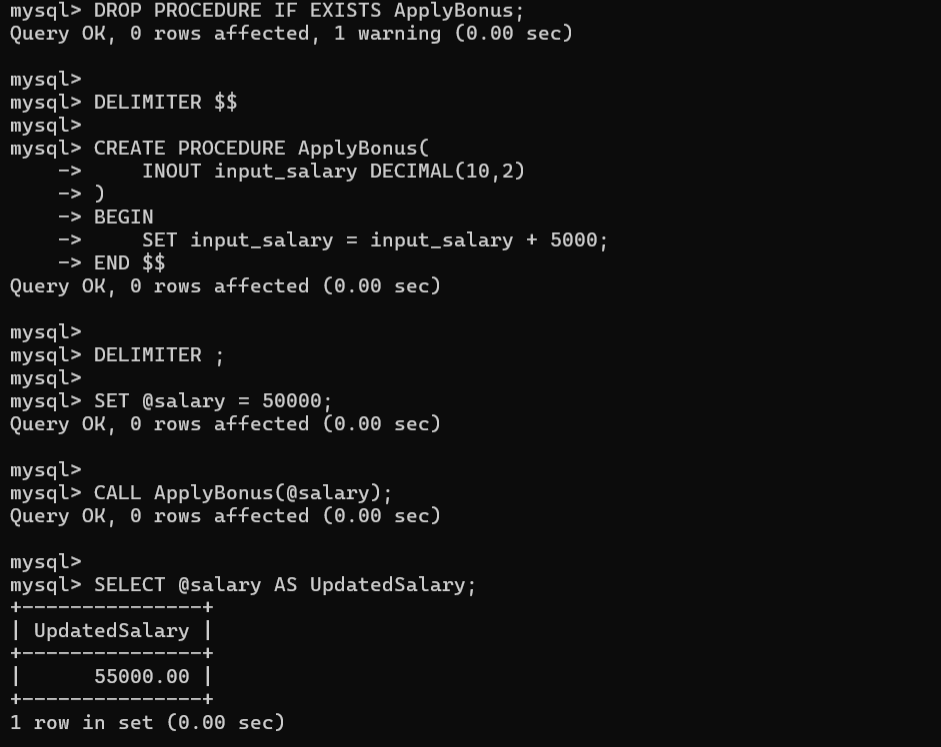 mysql> DROP PROCEDURE IF EXISTS ApplyBonus;
Query OK, 0 rows affected, 1 warning (0.00 sec)

mysql>
mysql> DELIMITER $$
mysql>
mysql> CREATE PROCEDURE ApplyBonus(
    ->     INOUT input_salary DECIMAL(10,2)
    -> )
    -> BEGIN
    ->     SET input_salary = input_salary + 5000;
    -> END $$
Query OK, 0 rows affected (0.00 sec)

mysql>
mysql> DELIMITER ;
mysql>
mysql> SET @salary = 50000;
Query OK, 0 rows affected (0.00 sec)

mysql>
mysql> CALL ApplyBonus(@salary);
Query OK, 0 rows affected (0.00 sec)

mysql>
mysql> SELECT @salary AS UpdatedSalary;
+---------------+
| UpdatedSalary |
+---------------+
|      55000.00 |
+---------------+
1 row in set (0.00 sec)